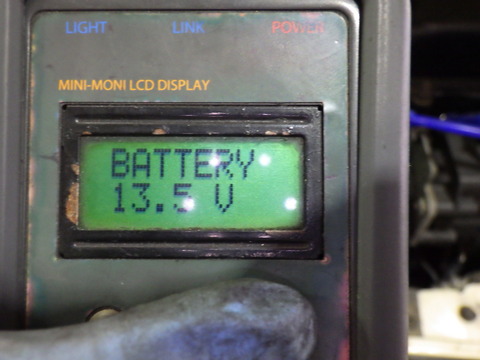 LIGHT LINK POWER
MINI-MONI LCD DISPLAY
BATTERY
13.5 V